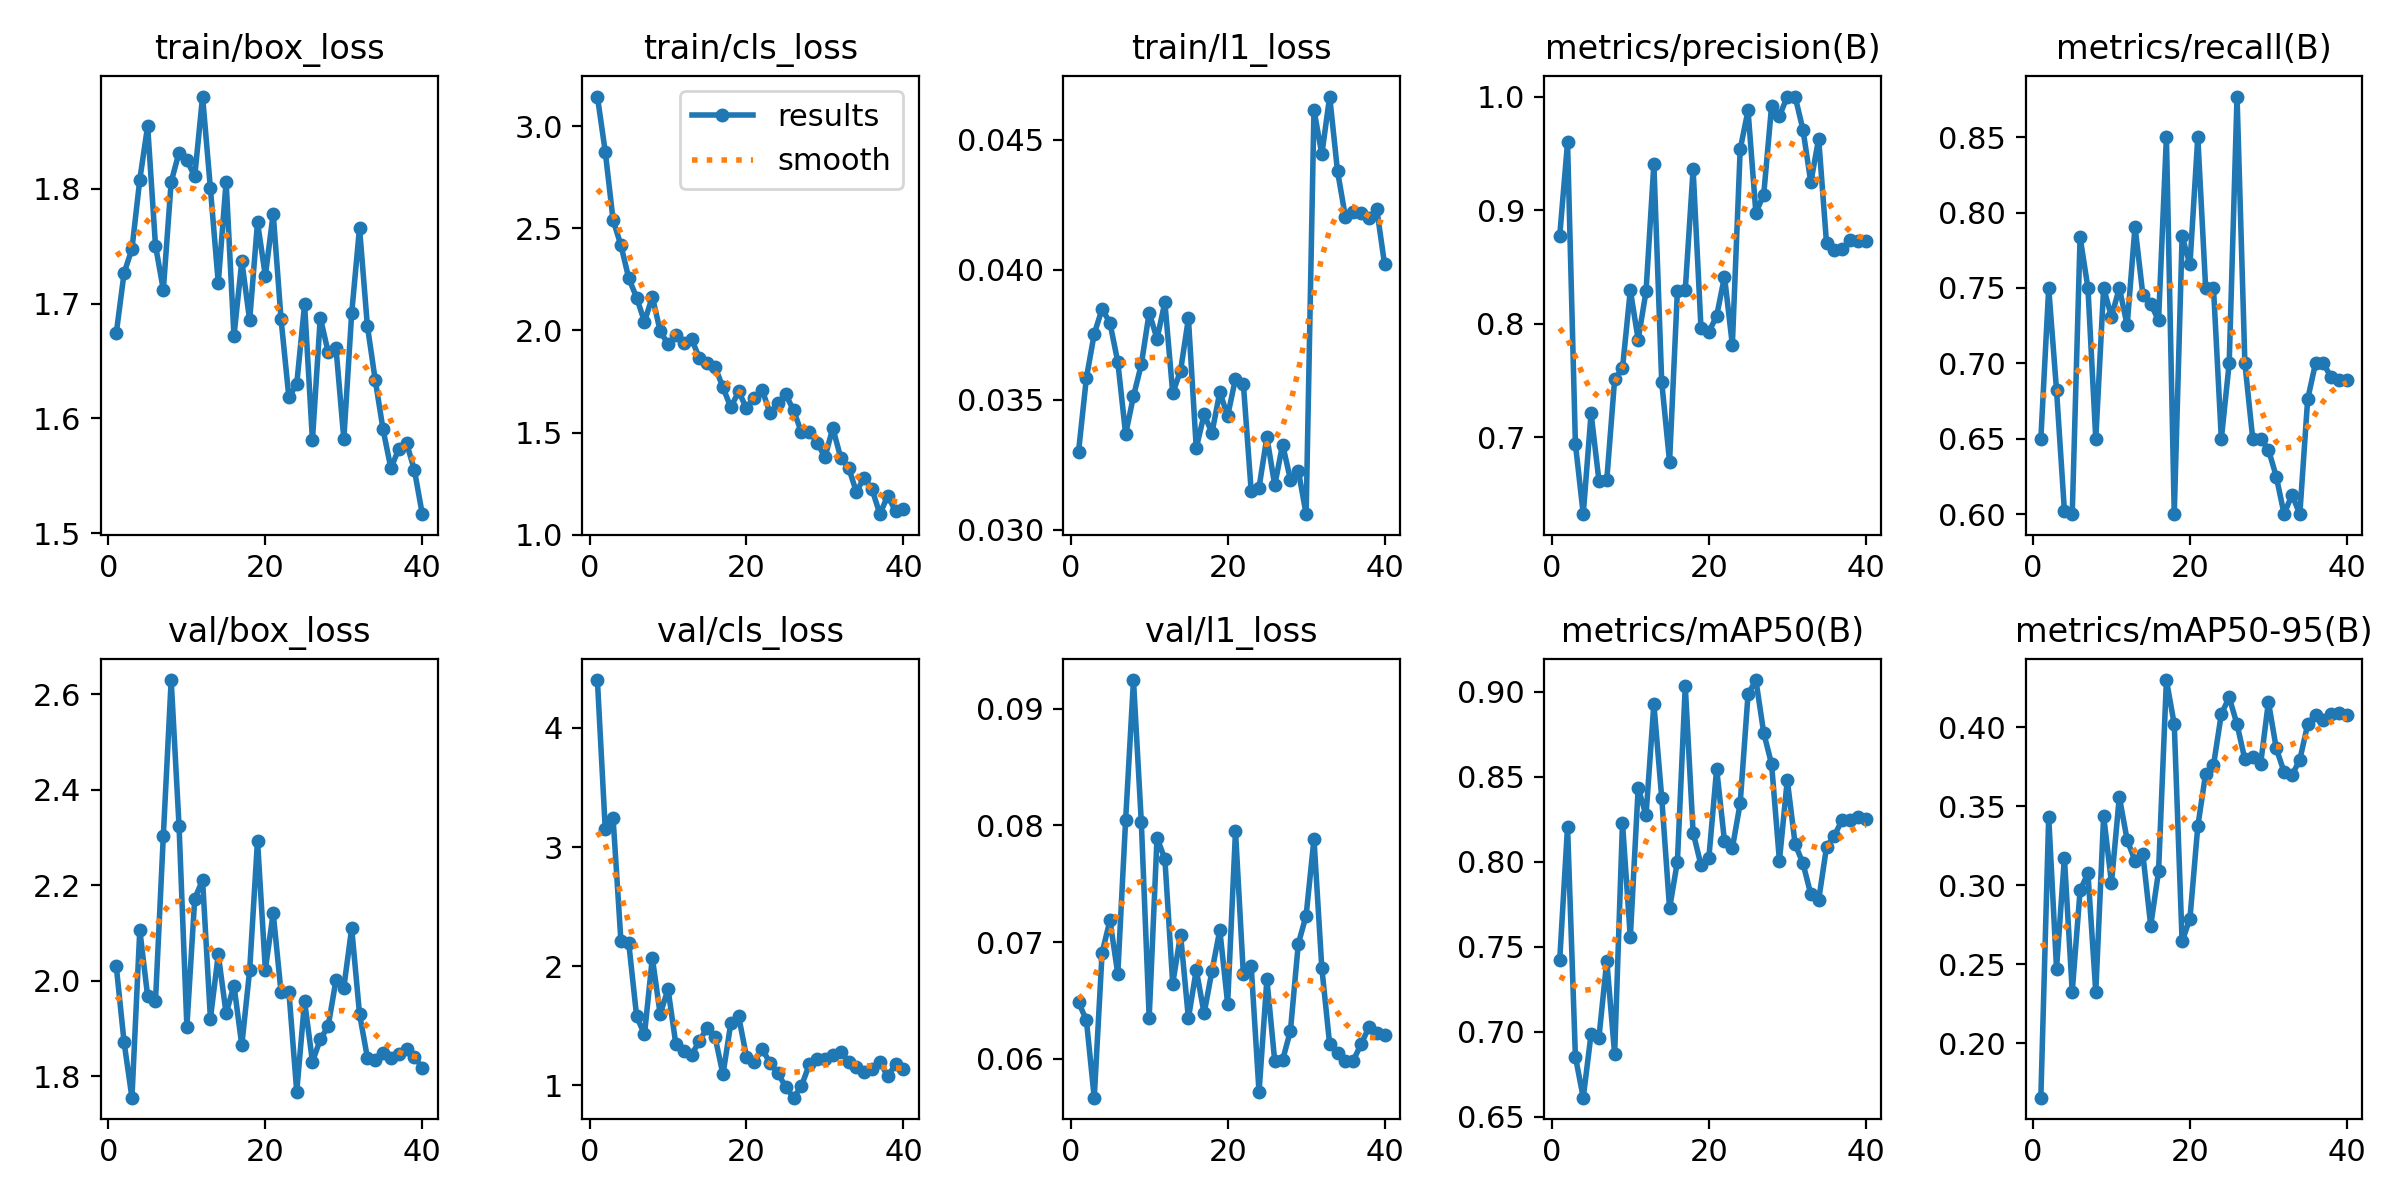 train/box_loss
1.8
1.7
1.6
1.5
0 20 40
train/cls_loss
results
smooth
3.0
2.5
2.0
1.5
1.0
0 20 40
train/l1_loss
0.045
0.040
0.035
0.030
0 20 40
metrics/precision(B)
1.0
0.9
0.8
0.7
0 20 40
metrics/recall(B)
0.85
0.80
0.75
0.70
0.65
0.60
0 20 40
val/box_loss
2.6
2.4
2.2
2.0
1.8
0 20 40
val/cls_loss
4
3
2
1
0 20 40
val/l1_loss
0.09
0.08
0.07
0.06
0 20 40
metrics/mAP50(B)
0.90
0.85
0.80
0.75
0.70
0.65
0 20 40
metrics/mAP50-95(B)
0.40
0.35
0.30
0.25
0.20
0 20 40